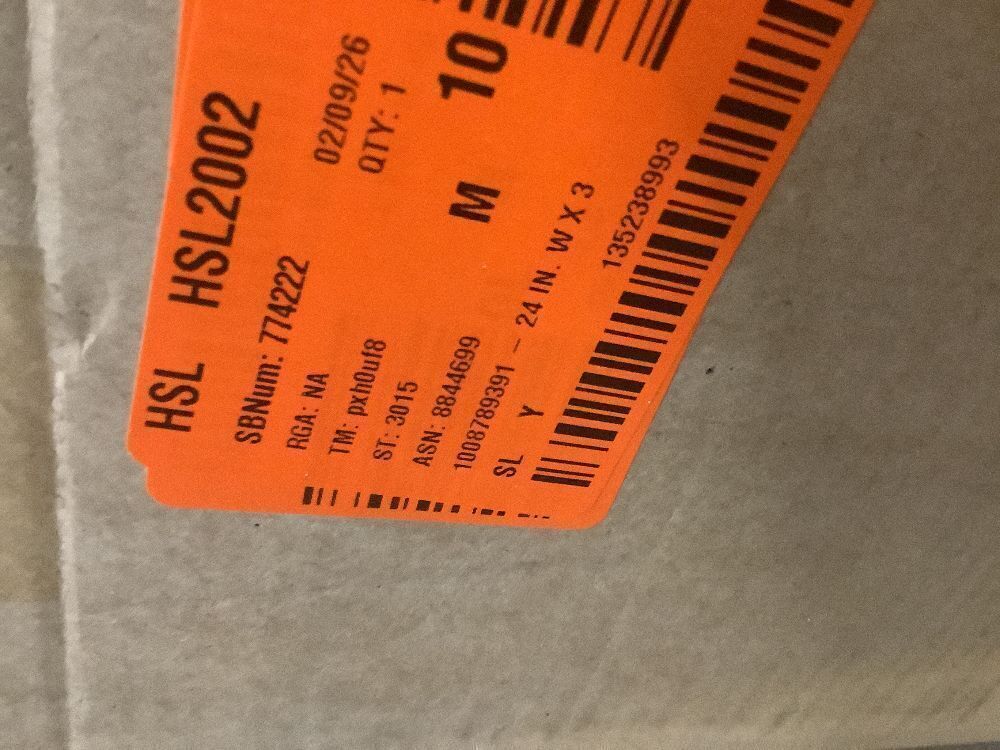 HSL HSL2002
SBNum: 774222
02/09/26
RGA: NA
QTY: 1
TM: pxh0uf8
ST: 3015
M 10
ASN: 8844699
1008789391 - 24 IN. W X 3
SL Y
135238993